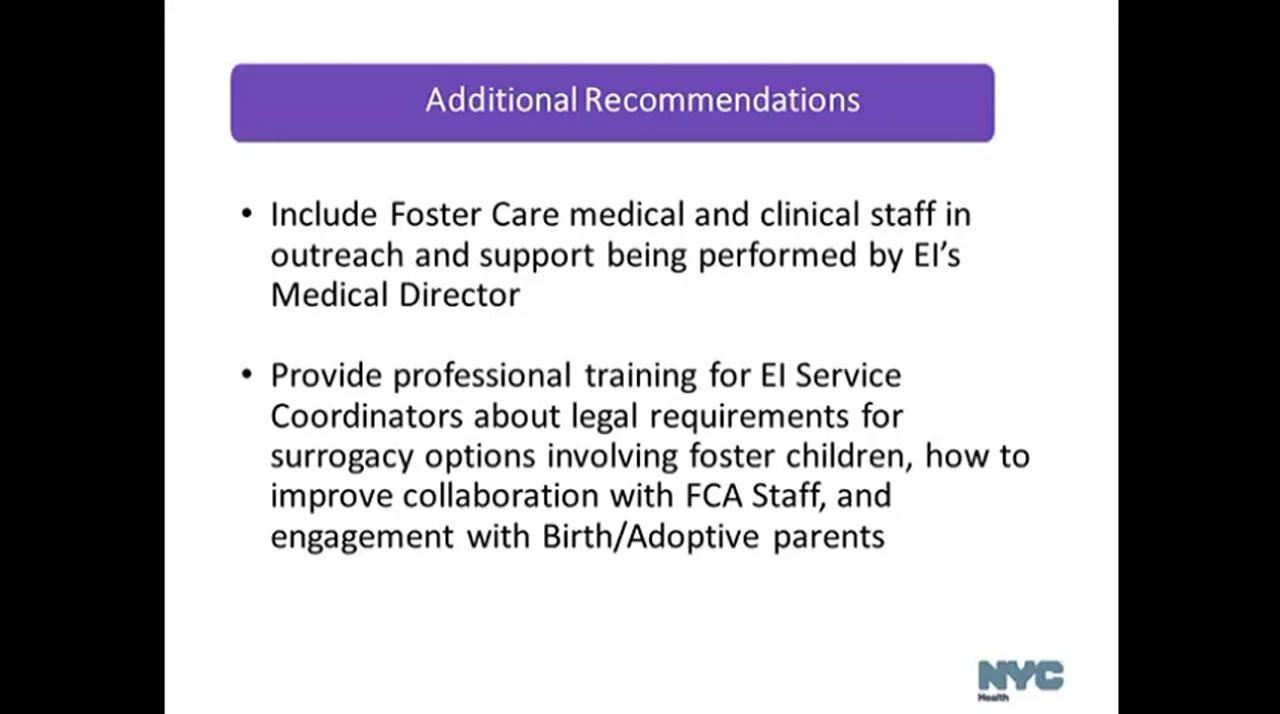 Additional Recommendations
• Include Foster Care medical and clinical staff in
outreach and support being performed by EI’s
Medical Director
• Provide professional training for EI Service
Coordinators about legal requirements for
surrogacy options involving foster children, how to
improve collaboration with FCA Staff, and
engagement with Birth/Adoptive parents
NYC
Health